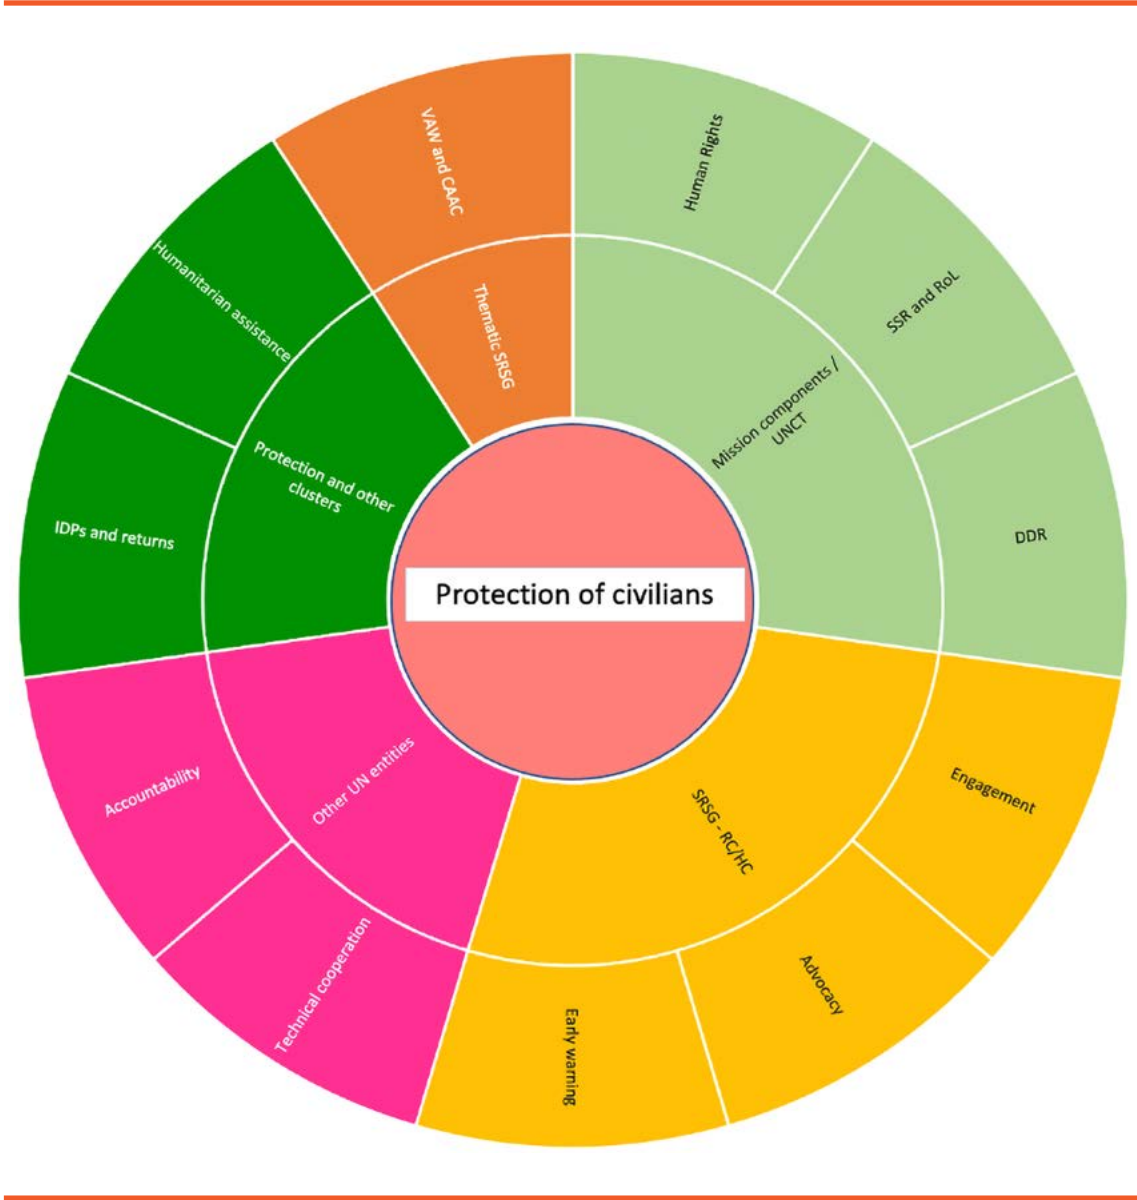 Protection of civilians
Mission components /
UNCT
Human Rights
SSR and RoL
DDR
SRSG - RC/HC
Engagement
Advocacy
Early warning
Other UN entities
Technical cooperation
Accountability
Protection and other
clusters
IDPs and returns
Humanitarian assistance
Thematic SRSG
VAW and CAAC